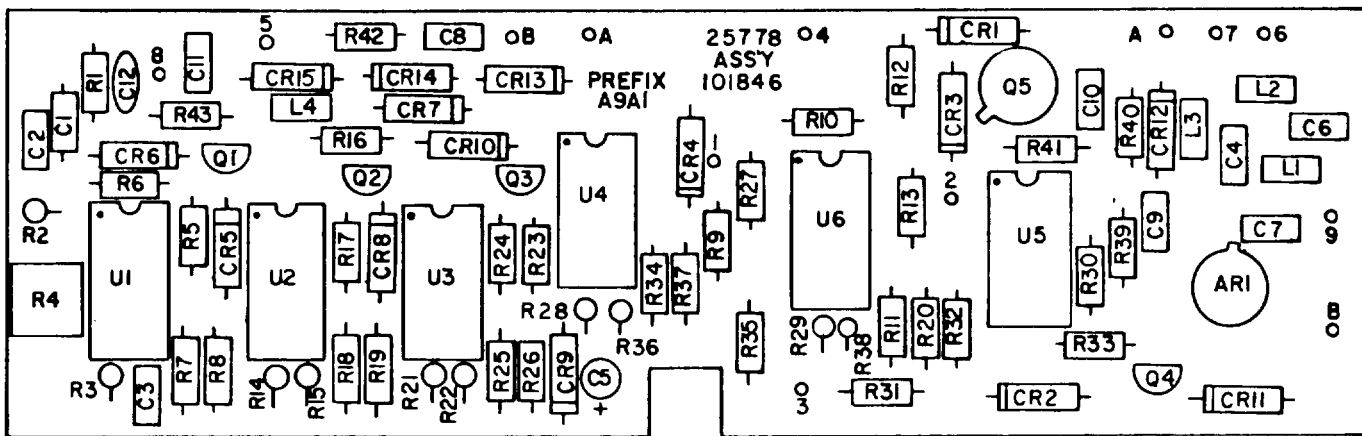 5
R42
C8
B
A
25778
ASS'Y
101846
4
CR1
A
7
6
8
C11
R1
C12
CR15
CR14
CR13
PREFIX
A9A1
R12
Q5
L2
C1
C2
R43
L4
CR7
CR3
C10
R40
CR12
L3
C6
R16
R10
C4
CR6
Q1
CR10
CR4
1
R41
L1
R6
Q2
Q3
U4
R27
2
R13
R2
R5
CR5
R17
CR8
R24
R23
R9
U6
U5
R39
C9
C7
9
U1
U2
U3
R4
R34
R37
R30
AR1
R28
R36
R35
R29
R38
R11
R20
R32
R33
B
R3
C3
R7
R8
R14
R15
R18
R19
R21
R22
R25
R26
CR9
C5
+
3
R31
CR2
Q4
CR11